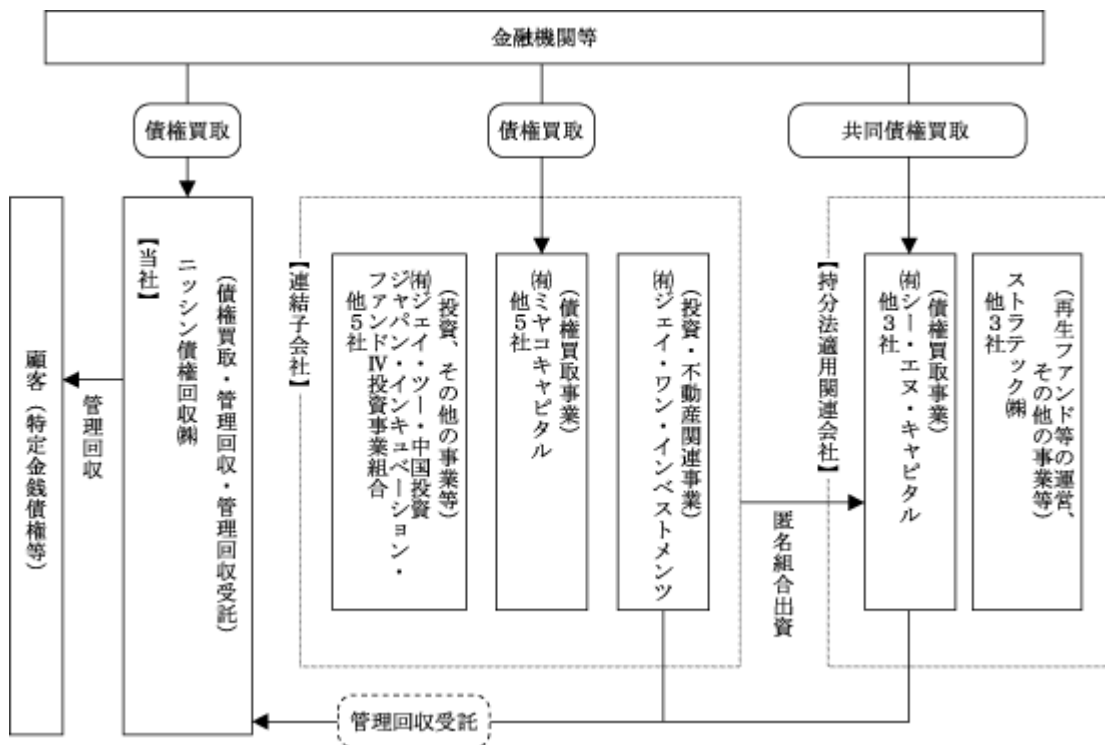 金融機関等
債権買取
債権買取
共同債権買取
顧客（特定金銭債権等）
管理回収
【当社】
ニッシン債権回収㈱
（債権買取・管理回収・管理回収受託）
【連結子会社】
（投資、その他の事業等）
㈲ジェイ・ツー・中国投資
ジャパン・インキュベーション・
ファンドⅣ投資事業組合
他５社
（債権買取事業）
㈲ミヤコキャピタル
他５社
（投資・不動産関連事業）
㈲ジェイ・ワン・インベストメンツ
匿名組合出資
【持分法適用関連会社】
（債権買取事業）
㈲シー・エヌ・キャピタル
他３社
（再生ファンド等の運営、
その他の事業等）
ストラテック㈱
他３社
管理回収受託